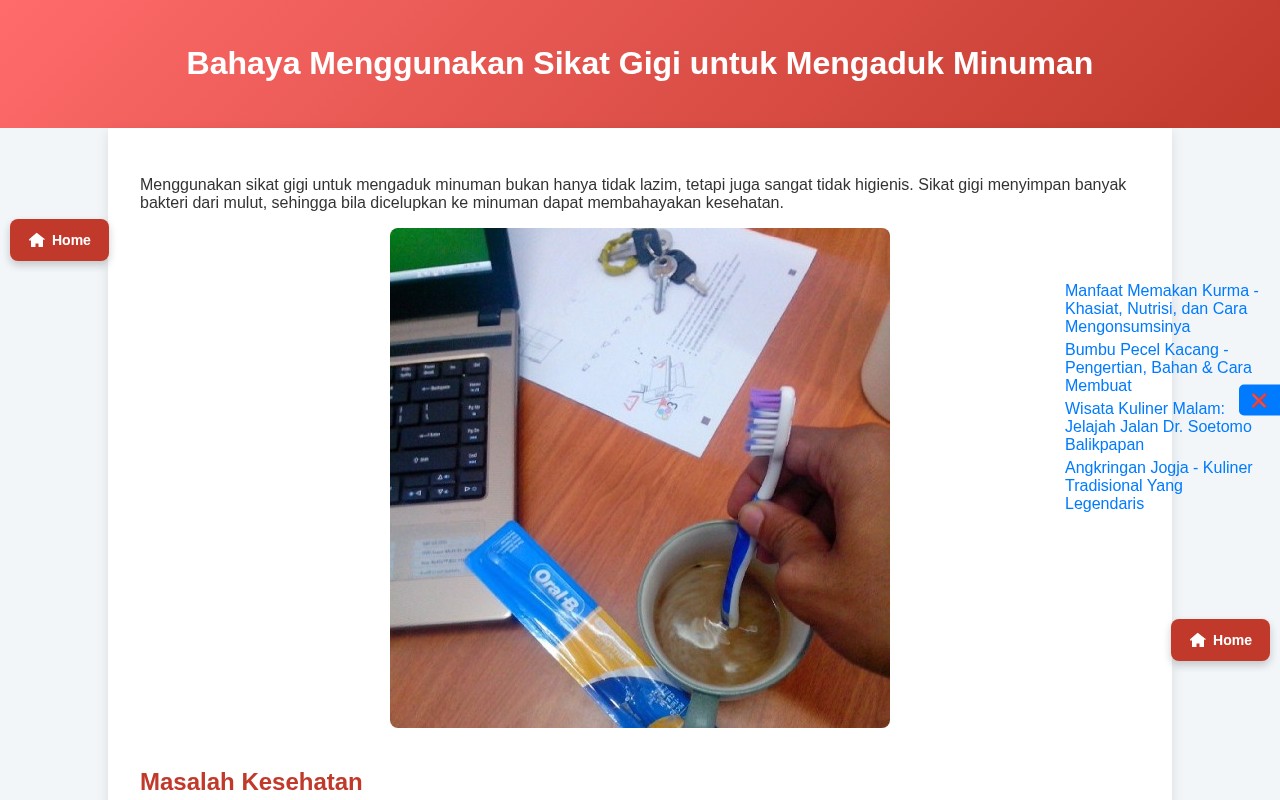 Bahaya Menggunakan Sikat Gigi untuk Mengaduk Minuman
Menggunakan sikat gigi untuk mengaduk minuman bukan hanya tidak lazim, tetapi juga sangat tidak higienis. Sikat gigi menyimpan banyak
bakteri dari mulut, sehingga bila dicelupkan ke minuman dapat membahayakan kesehatan.
Home
Manfaat Memakan Kurma -
Khasiat, Nutrisi, dan Cara
Mengonsumsinya
Bumbu Pecel Kacang -
Pengertian, Bahan & Cara
Membuat
Wisata Kuliner Malam:
Jelajah Jalan Dr. Soetomo
Balikpapan
Angkringan Jogja - Kuliner
Tradisional Yang
Legendaris
Oral-B
Home
Masalah Kesehatan